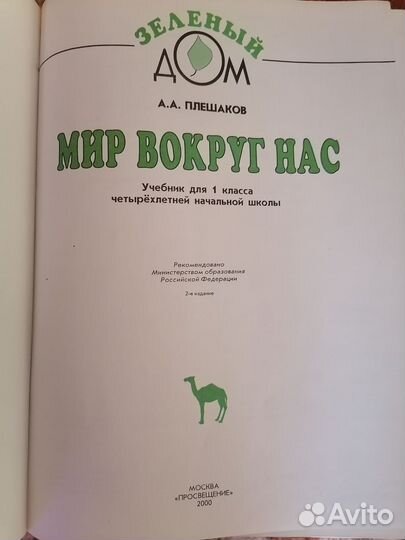 ЗЕЛЕНЫЙ
ДОМ
А.А. ПЛЕШАКОВ
МИР ВОКРУГ НАС
Учебник для 1 класса
четырёхлетней начальной школы
Рекомендовано
Министерством образования
Российской Федерации
2-е издание
МОСКВА
«ПРОСВЕЩЕНИЕ»
2000
Avito